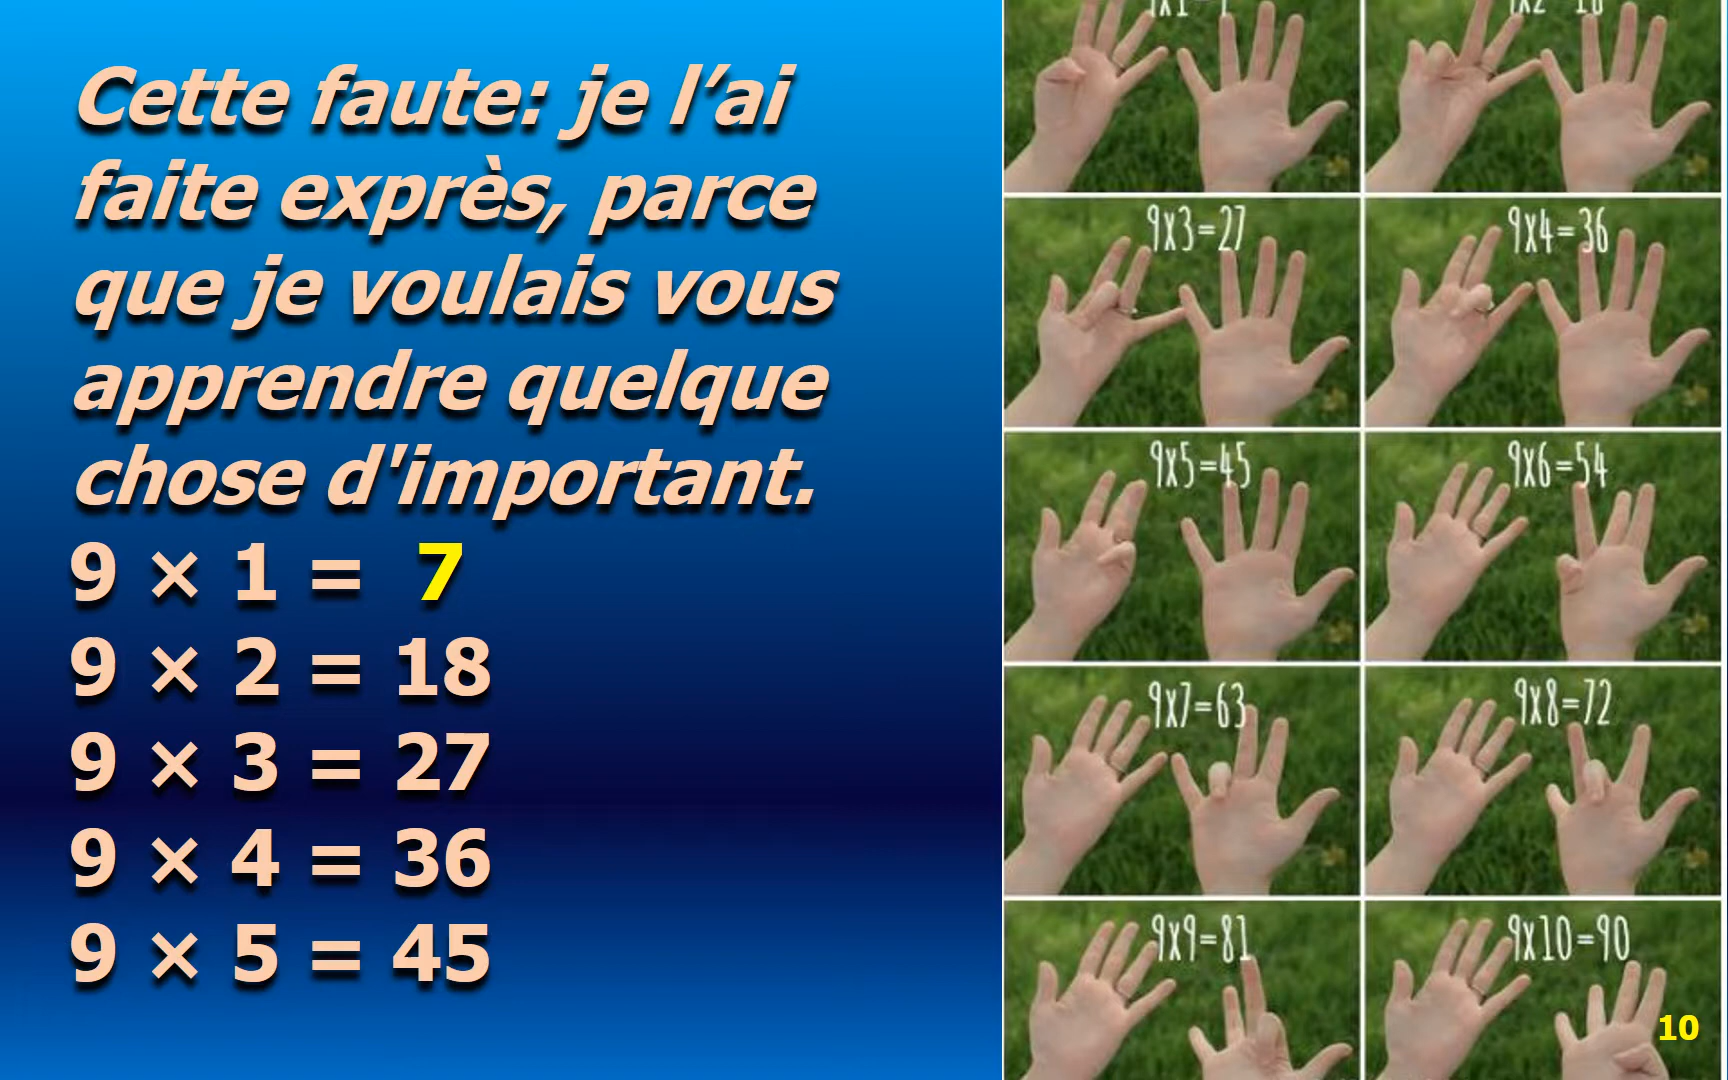 Cette faute: je l’ai
faite exprès, parce
que je voulais vous
apprendre quelque
chose d'important.
9 × 1 = 7
9 × 2 = 18
9 × 3 = 27
9 × 4 = 36
9 × 5 = 45
9x3=27
9x4=36
9x5=45
9x6=54
9x7=63
9x8=72
9x9=81
9x10=90
10